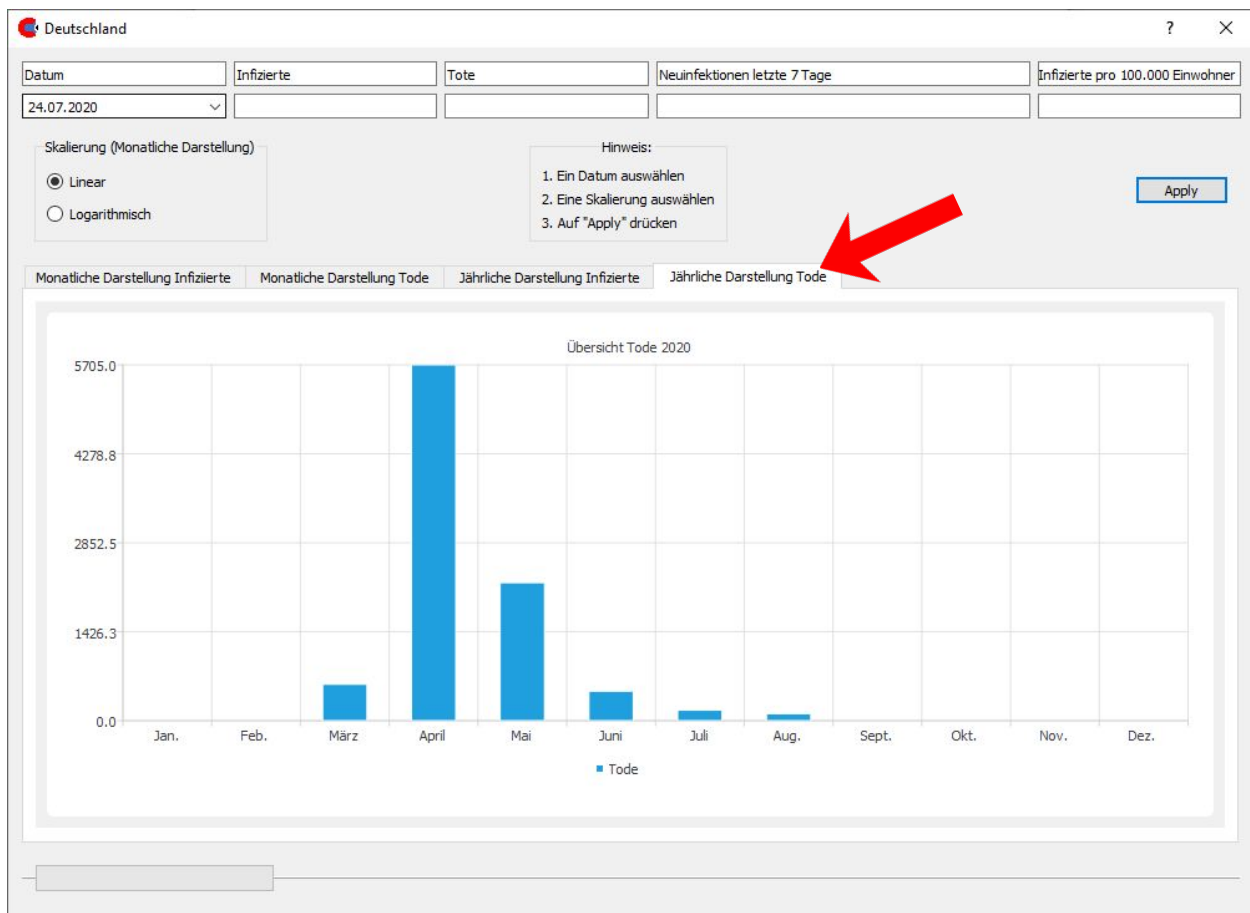 Deutschland
?
Datum
Infizierte
Tote
Neuinfektionen letzte 7 Tage
Infizierte pro 100.000 Einwohner
24.07.2020
Skalierung (Monatliche Darstellung)
Linear
Logarithmisch
Hinweis:
1. Ein Datum auswählen
2. Eine Skalierung auswählen
3. Auf "Apply" drücken
Apply
Monatliche Darstellung Infiziierte
Monatliche Darstellung Tode
Jährliche Darstellung Infizierte
Jährliche Darstellung Tode
Übersicht Tode 2020
5705.0
4278.8
2852.5
1426.3
0.0
Jan.
Feb.
März
April
Mai
Juni
Juli
Aug.
Sept.
Okt.
Nov.
Dez.
Tode